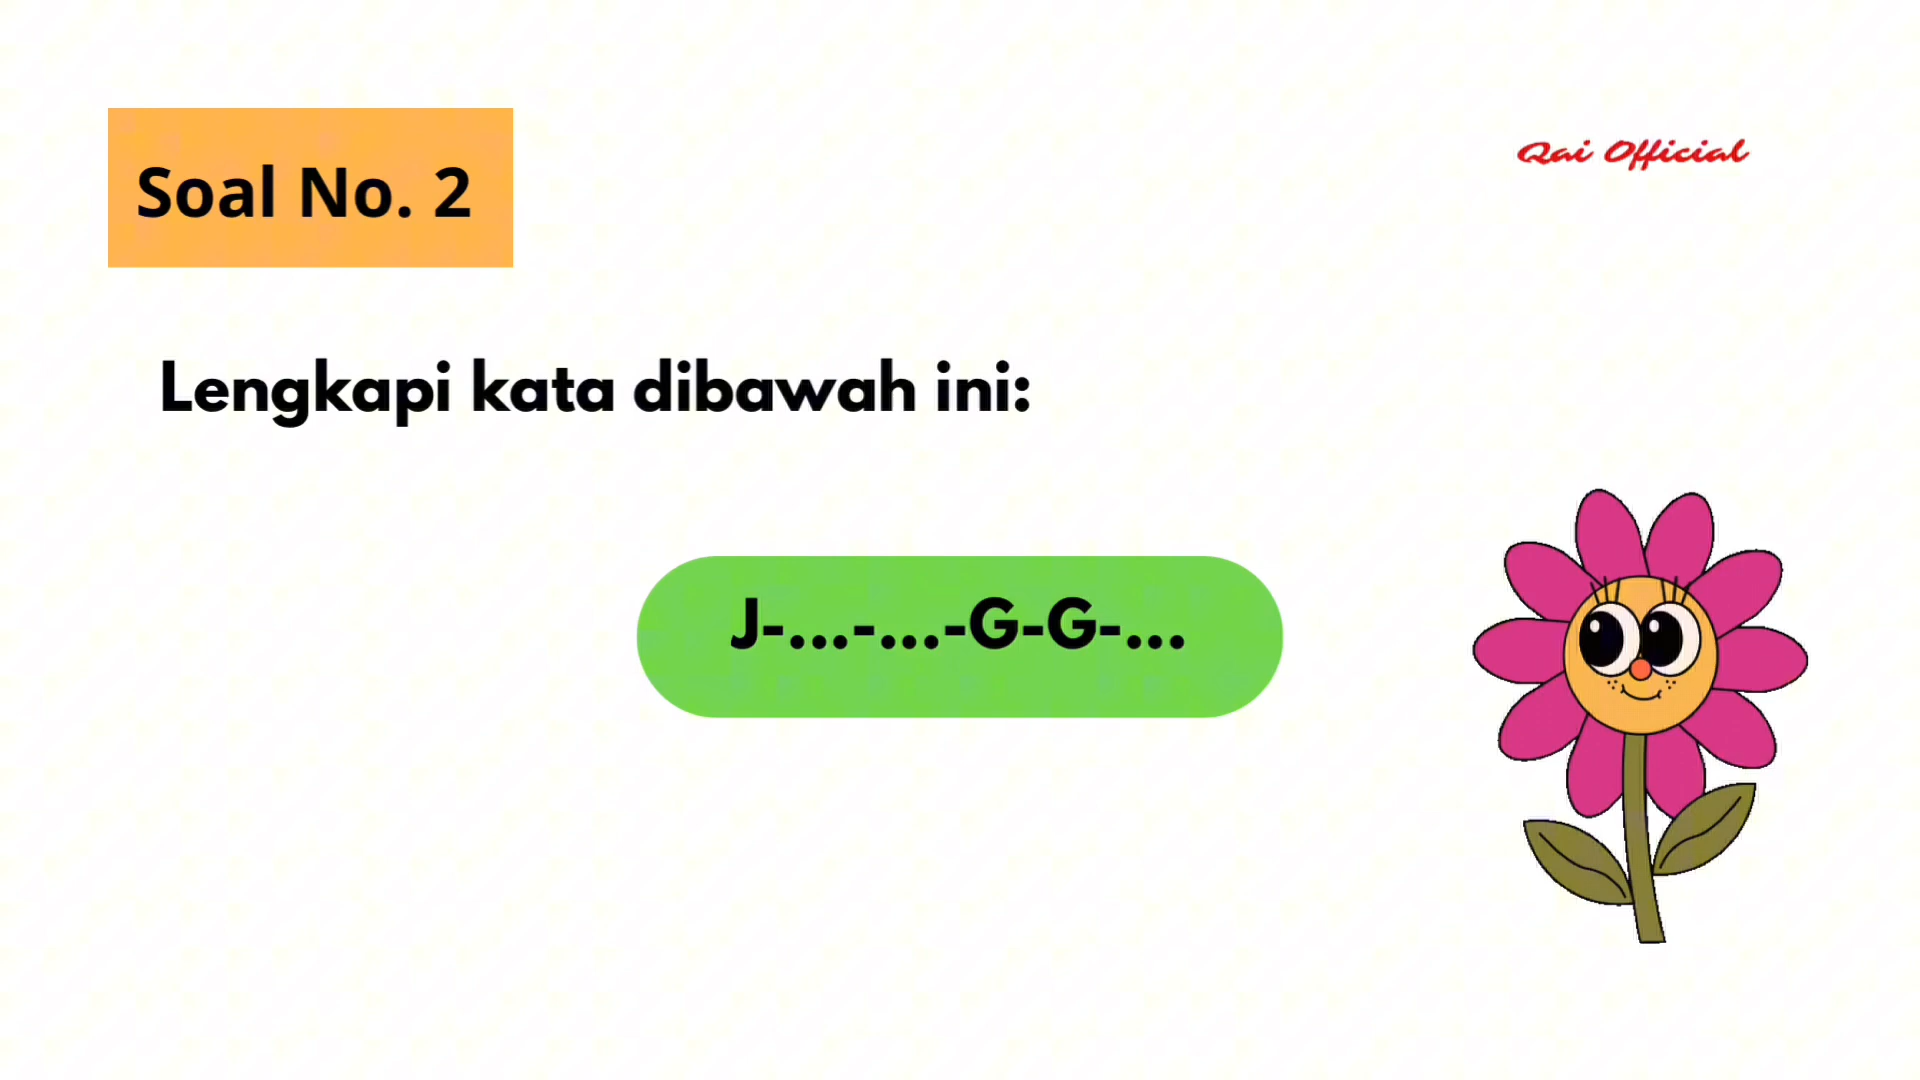 Soal No. 2
Qai Official
Lengkapi kata dibawah ini:
J-...-...-G-G-...